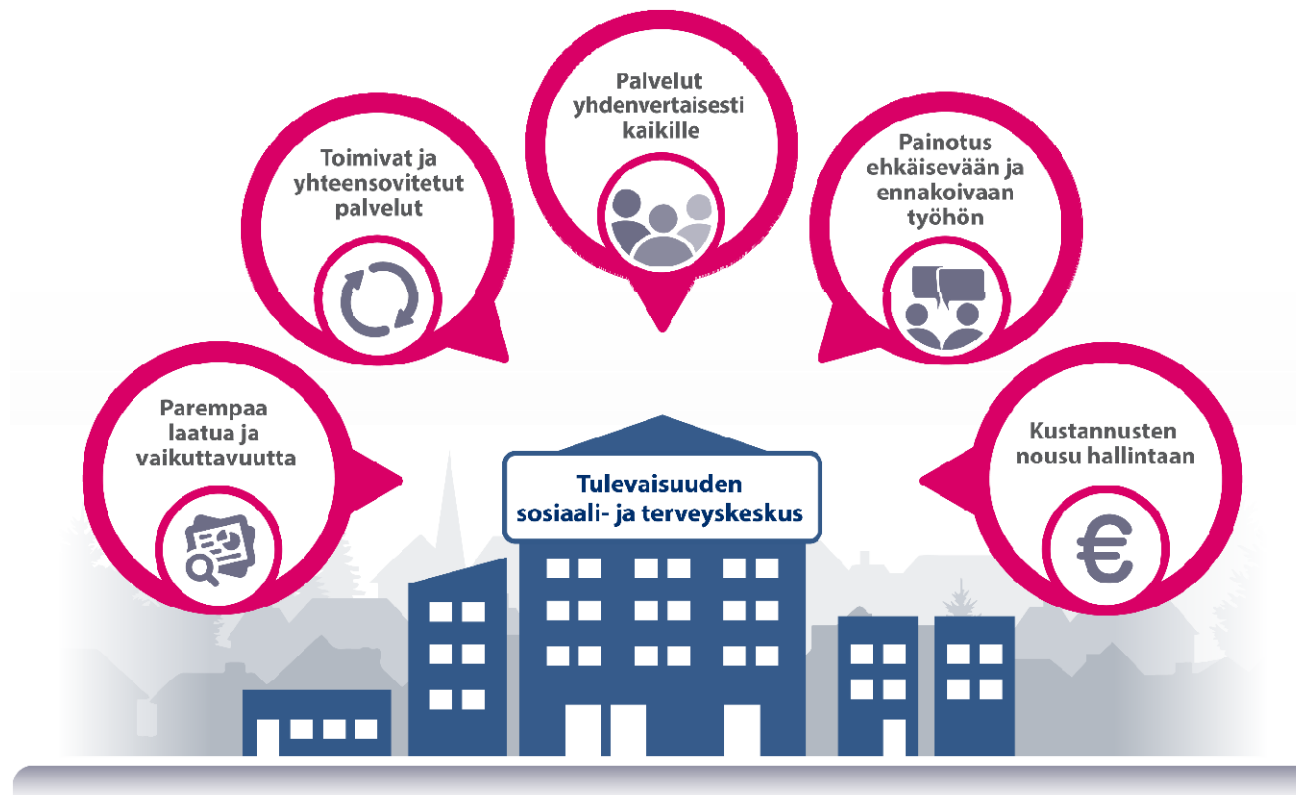 Palvelut
yhdenvertaisesti
kaikille
Toimivat ja
yhteensovitetut
palvelut
Painotus
ehkäisevään ja
ennakoivaan
työhön
Parempaa
laatua ja
vaikuttavuutta
Kustannusten
nousu hallintaan
€
Tulevaisuuden
sosiaali- ja terveyskeskus